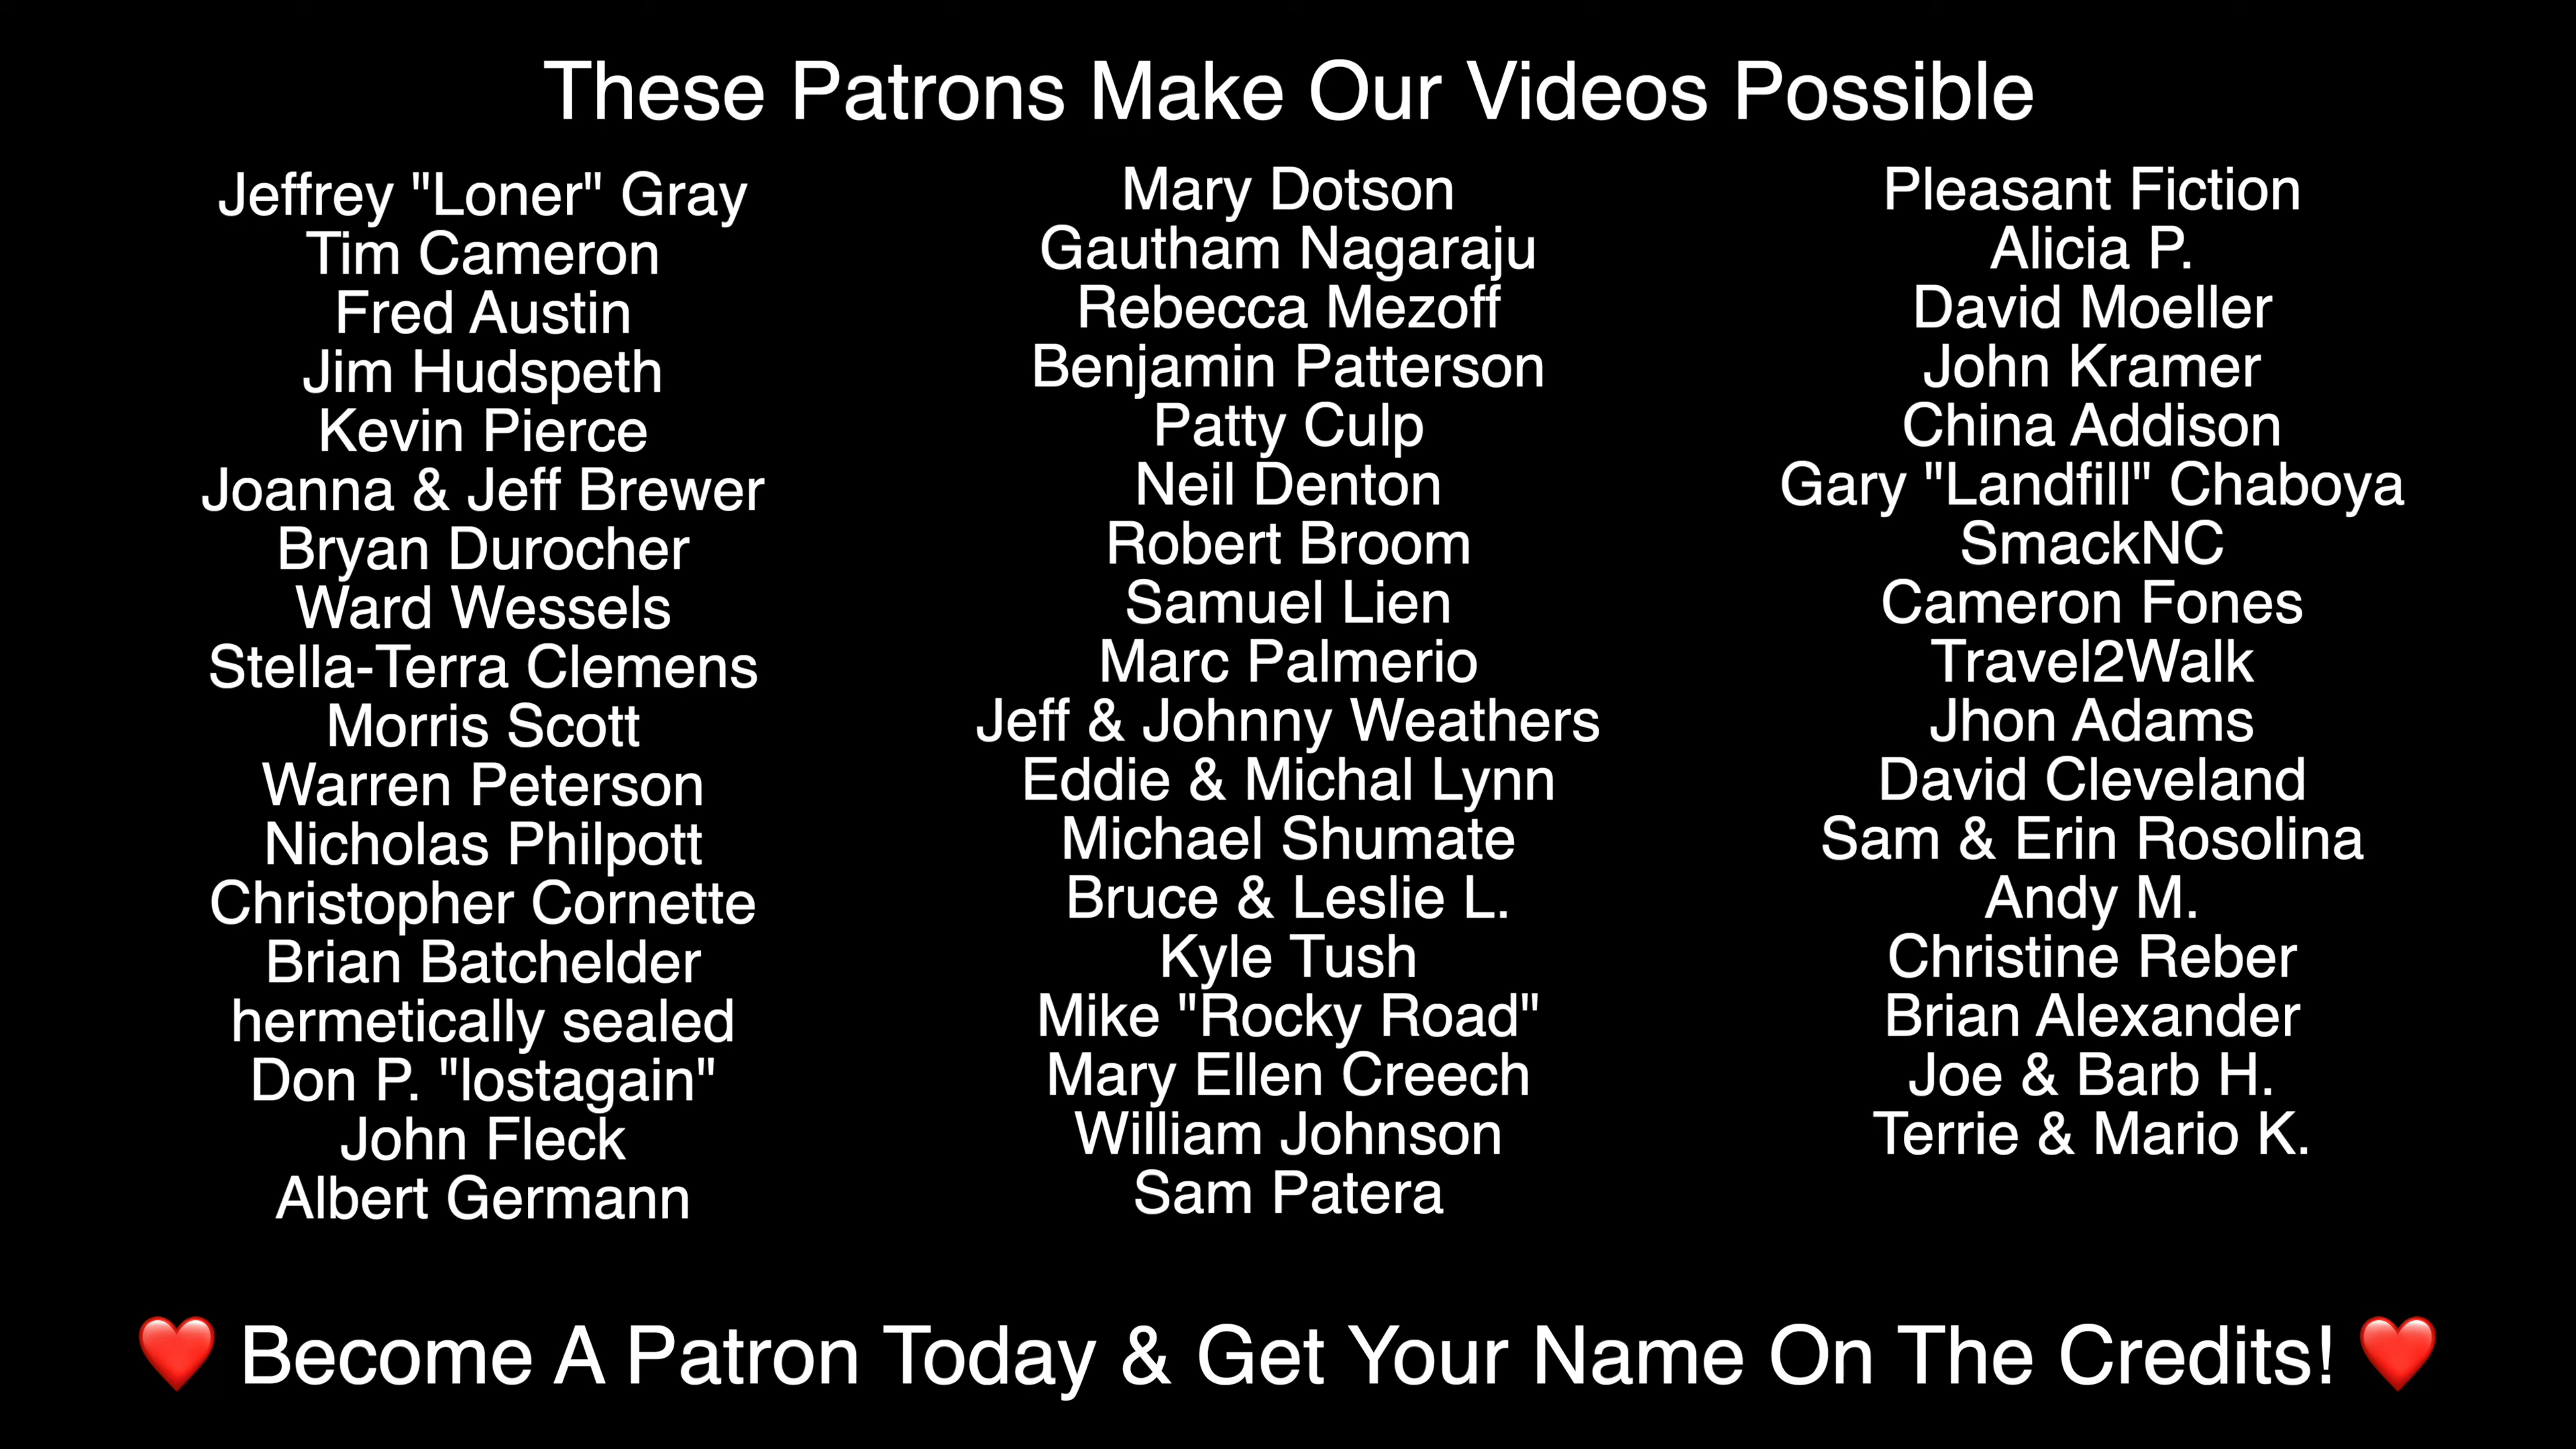 These Patrons Make Our Videos Possible
Jeffrey "Loner" Gray
Tim Cameron
Fred Austin
Jim Hudspeth
Kevin Pierce
Joanna & Jeff Brewer
Bryan Durocher
Ward Wessels
Stella-Terra Clemens
Morris Scott
Warren Peterson
Nicholas Philpott
Christopher Cornette
Brian Batchelder
hermetically sealed
Don P. "lostagain"
John Fleck
Albert Germann
Mary Dotson
Gautham Nagaraju
Rebecca Mezoff
Benjamin Patterson
Patty Culp
Neil Denton
Robert Broom
Samuel Lien
Marc Palmerio
Jeff & Johnny Weathers
Eddie & Michal Lynn
Michael Shumate
Bruce & Leslie L.
Kyle Tush
Mike "Rocky Road"
Mary Ellen Creech
William Johnson
Sam Patera
Pleasant Fiction
Alicia P.
David Moeller
John Kramer
China Addison
Gary "Landfill" Chaboya
SmackNC
Cameron Fones
Travel2Walk
Jhon Adams
David Cleveland
Sam & Erin Rosolina
Andy M.
Christine Reber
Brian Alexander
Joe & Barb H.
Terrie & Mario K.
❤️ Become A Patron Today & Get Your Name On The Credits! ❤️